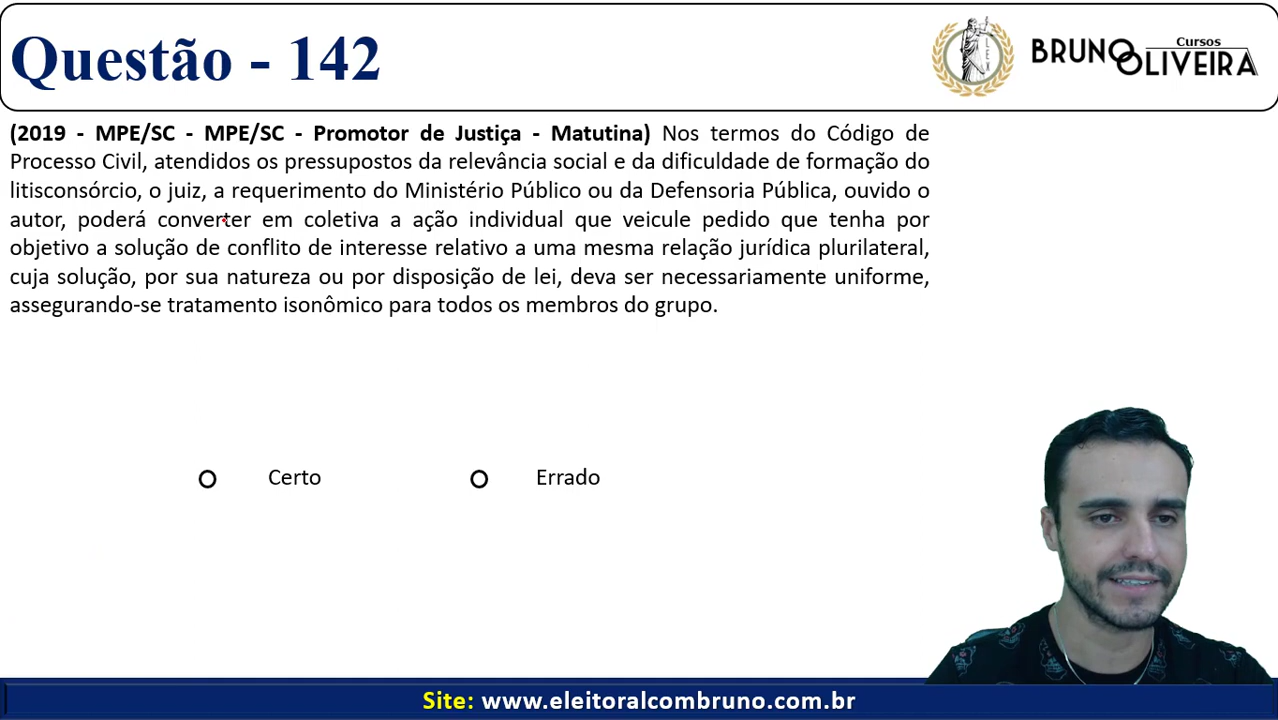 Questão - 142
Cursos
BRUNO
OLIVEIRA
LEX
(2019 - MPE/SC - MPE/SC - Promotor de Justiça - Matutina) Nos termos do Código de
Processo Civil, atendidos os pressupostos da relevância social e da dificuldade de formação do
litisconsórcio, o juiz, a requerimento do Ministério Público ou da Defensoria Pública, ouvido o
autor, poderá converter em coletiva a ação individual que veicule pedido que tenha por
objetivo a solução de conflito de interesse relativo a uma mesma relação jurídica plurilateral,
cuja solução, por sua natureza ou por disposição de lei, deva ser necessariamente uniforme,
assegurando-se tratamento isonômico para todos os membros do grupo.
Certo
Errado
Site: www.eleitoralcombruno.com.br